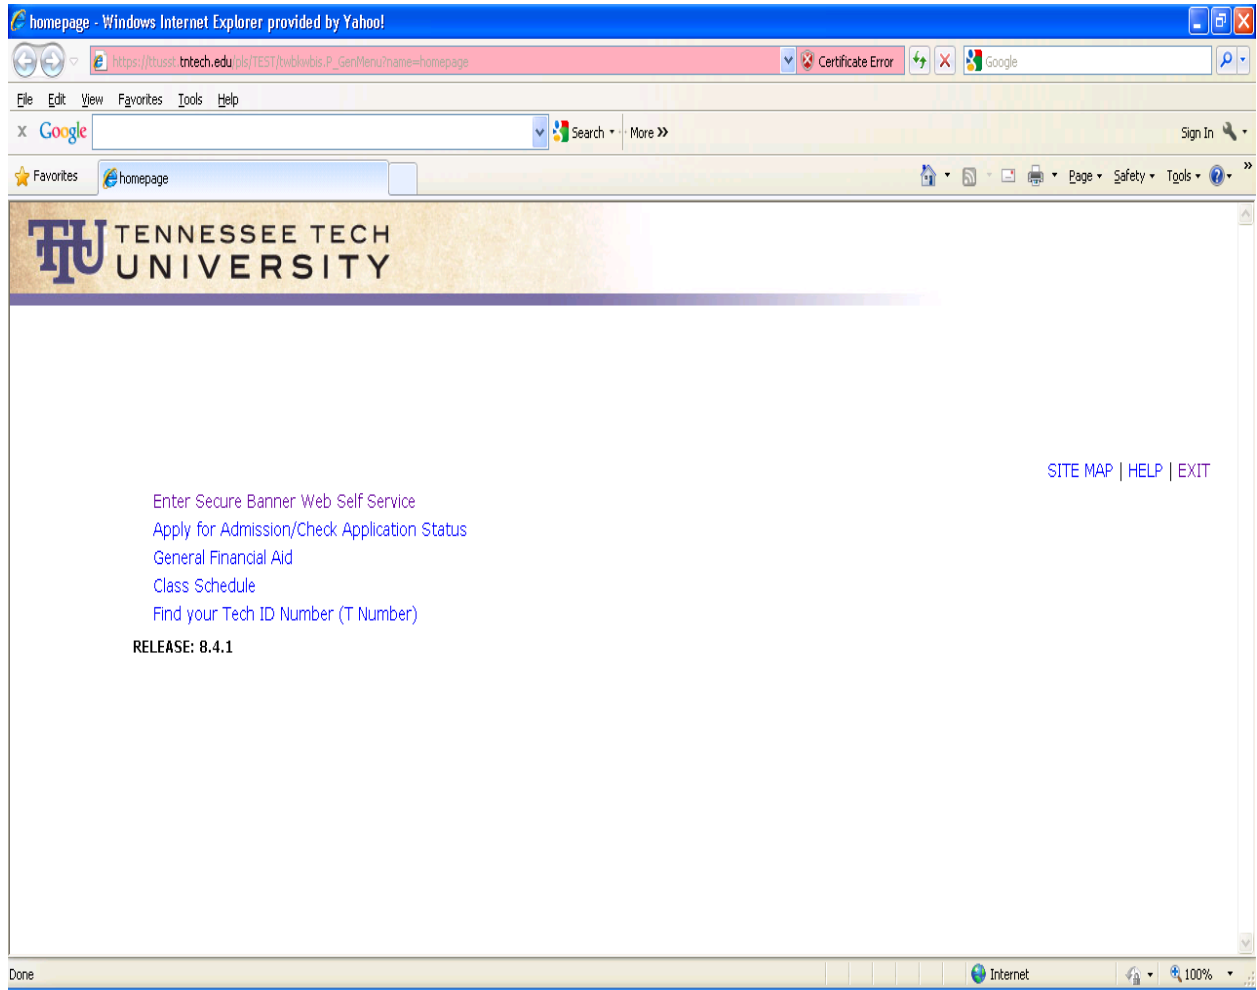 homepage - Windows Internet Explorer provided by Yahoo!
https://ttusst.tntech.edu/pls/TEST/twbkwbis.P_GenMenu?name=homepage Certificate Error Google
File Edit View Favorites Tools Help
x Google Search More >> Sign In
Favorites homepage Page Safety Tools »
TTU TENNESSEE TECH
UNIVERSITY
SITE MAP | HELP | EXIT
Enter Secure Banner Web Self Service
Apply for Admission/Check Application Status
General Financial Aid
Class Schedule
Find your Tech ID Number (T Number)
RELEASE: 8.4.1
Done Internet 100%